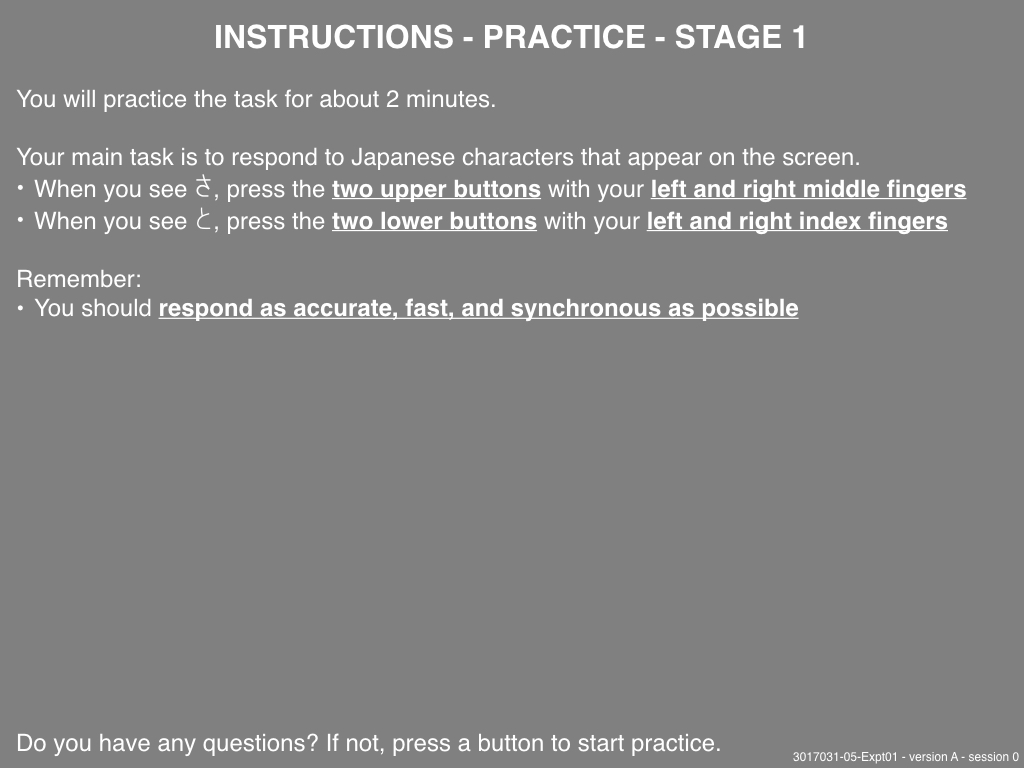 INSTRUCTIONS - PRACTICE - STAGE 1
You will practice the task for about 2 minutes.
Your main task is to respond to Japanese characters that appear on the screen.
• When you see さ, press the two upper buttons with your left and right middle fingers
• When you see と, press the two lower buttons with your left and right index fingers
Remember:
• You should respond as accurate, fast, and synchronous as possible
Do you have any questions? If not, press a button to start practice.
3017031-05-Expt01 - version A - session 0